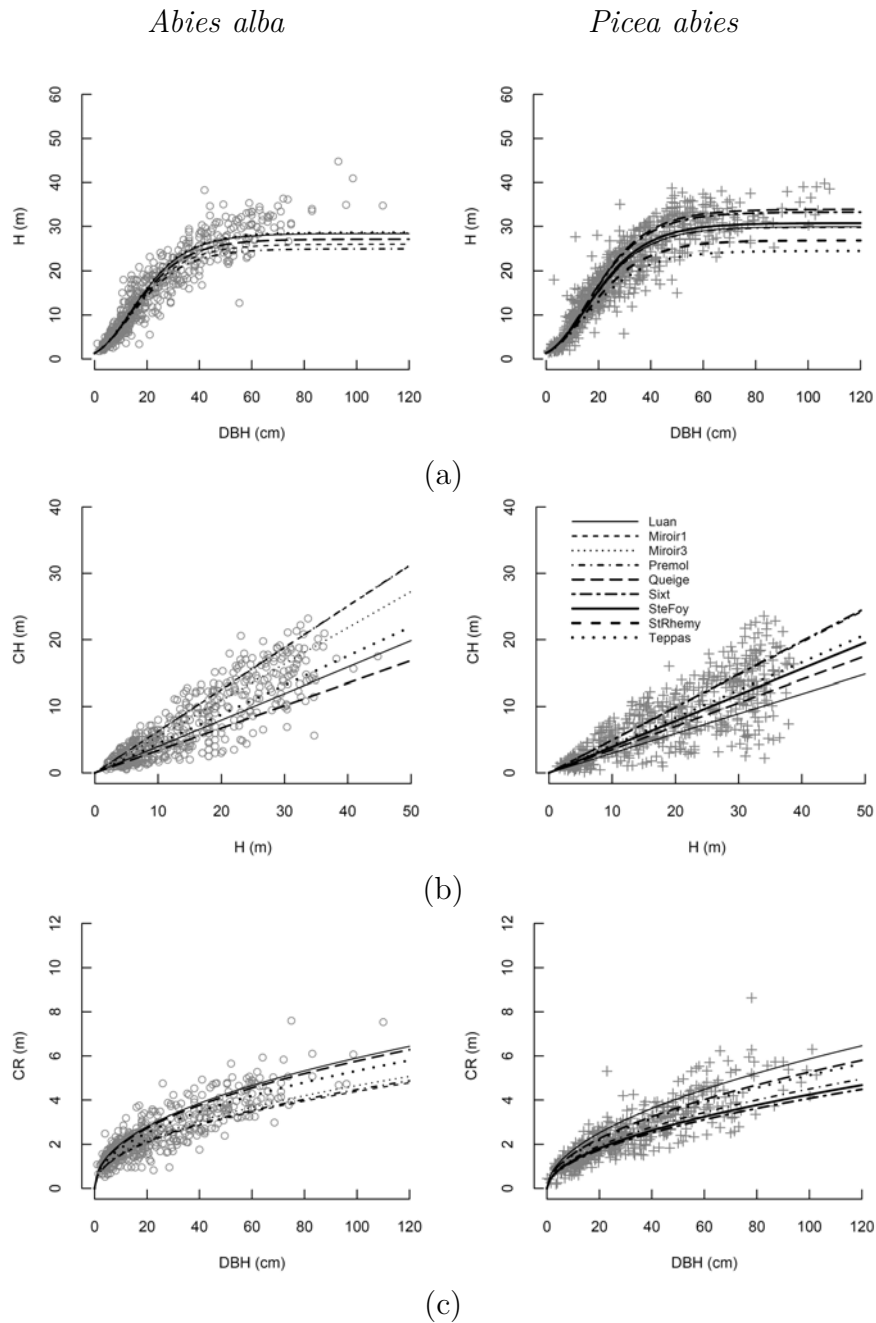 Abies alba
Picea abies
H (m)
0 10 20 30 40 50 60
0 20 40 60 80 100 120
DBH (cm)
H (m)
0 10 20 30 40 50 60
0 20 40 60 80 100 120
DBH (cm)
(a)
CH (m)
0 10 20 30 40
0 10 20 30 40 50
H (m)
CH (m)
0 10 20 30 40
Luan
Miroir1
Miroir3
Premol
Queige
Sixt
SteFoy
StRhemy
Teppas
0 10 20 30 40 50
H (m)
(b)
CR (m)
0 2 4 6 8 10 12
0 20 40 60 80 100 120
DBH (cm)
CR (m)
0 2 4 6 8 10 12
0 20 40 60 80 100 120
DBH (cm)
(c)